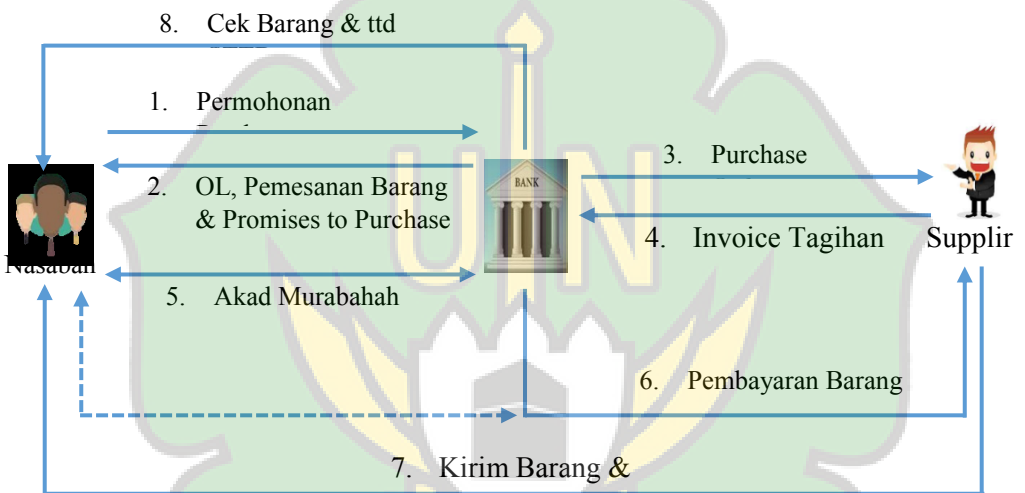 8. Cek Barang & ttd
1. Permohonan
2. OL, Pemesanan Barang
& Promises to Purchase
BANK
3. Purchase
4. Invoice Tagihan
Supplir
Nasabah
5. Akad Murabahah
6. Pembayaran Barang
7. Kirim Barang &
UIN